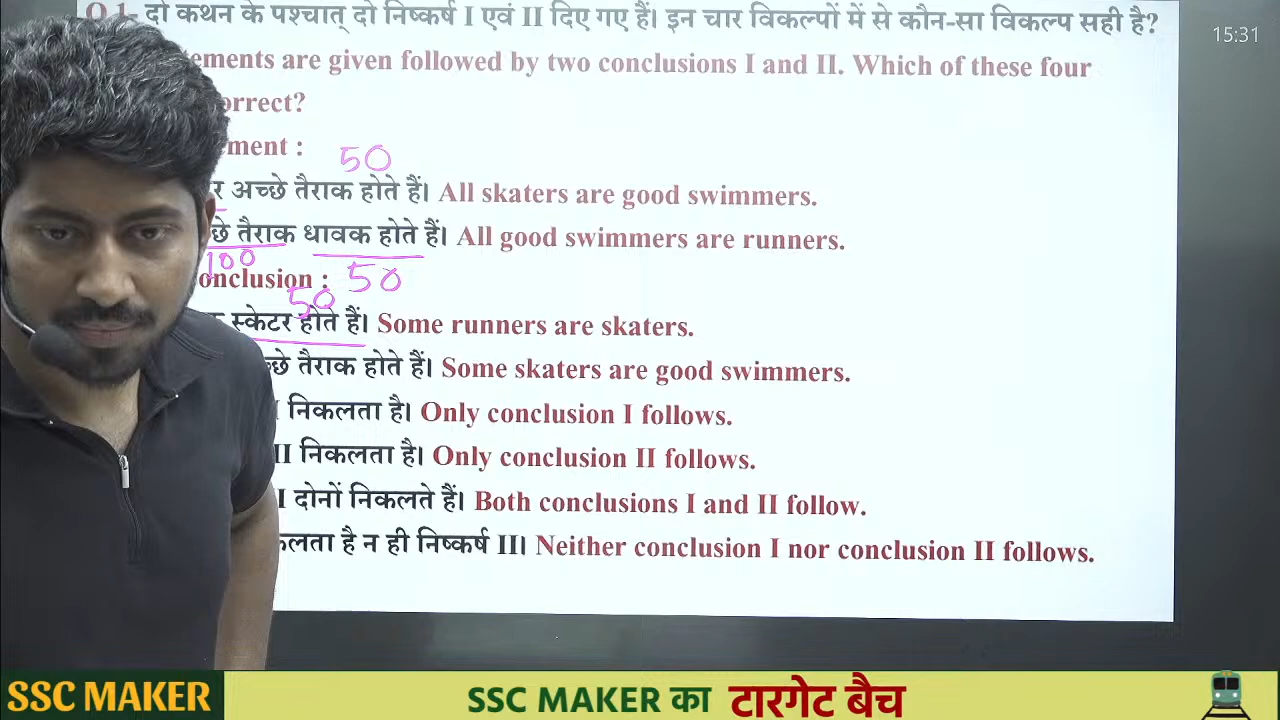 Q.1- दो कथन के पश्चात् दो निष्कर्ष I एवं II दिए गए हैं। इन चार विकल्पों में से कौन-सा विकल्प सही है?
15:31
ements are given followed by two conclusions I and II. Which of these four
orrect?
ement :
50
र अच्छे तैराक होते हैं। All skaters are good swimmers.
छे तैराक धावक होते हैं। All good swimmers are runners.
100
onclusion : 50
50
स्केटर होते हैं। Some runners are skaters.
च्छे तैराक होते हैं। Some skaters are good swimmers.
I निकलता है। Only conclusion I follows.
II निकलता है। Only conclusion II follows.
I दोनों निकलते हैं। Both conclusions I and II follow.
कलता है न ही निष्कर्ष II। Neither conclusion I nor conclusion II follows.
SSC MAKER
SSC MAKER का टारगेट बैच